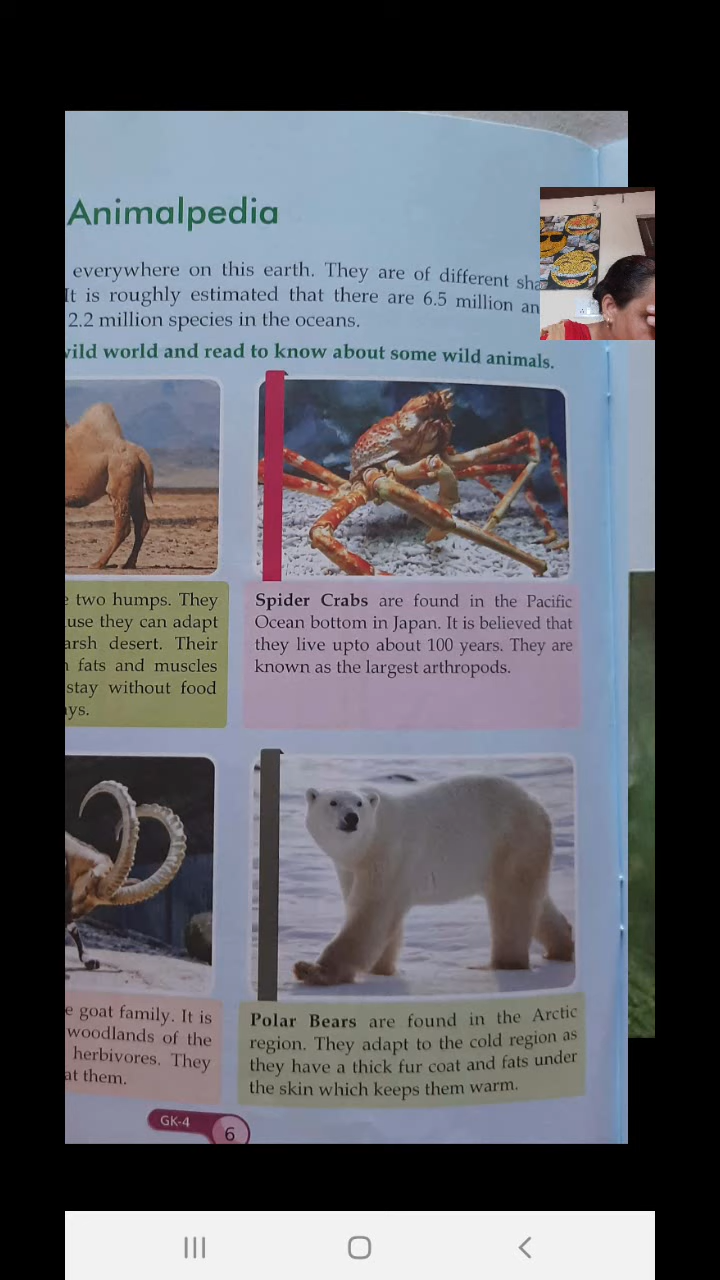 Animalpedia
everywhere on this earth. They are of different
It is roughly estimated that there are 6.5 million
2.2 million species in the oceans.
world and read to know about some wild animals.
two humps. They
they can adapt
desert. Their
fats and muscles
stay without food
Spider Crabs are found in the Pacific
Ocean bottom in Japan. It is believed that
they live upto about 100 years. They are
known as the largest arthropods.
goat family. It is
woodlands of the
herbivores. They
at them.
Polar Bears are found in the Arctic
region. They adapt to the cold region as
they have a thick fur coat and fats under
the skin which keeps them warm.
GK-4
6